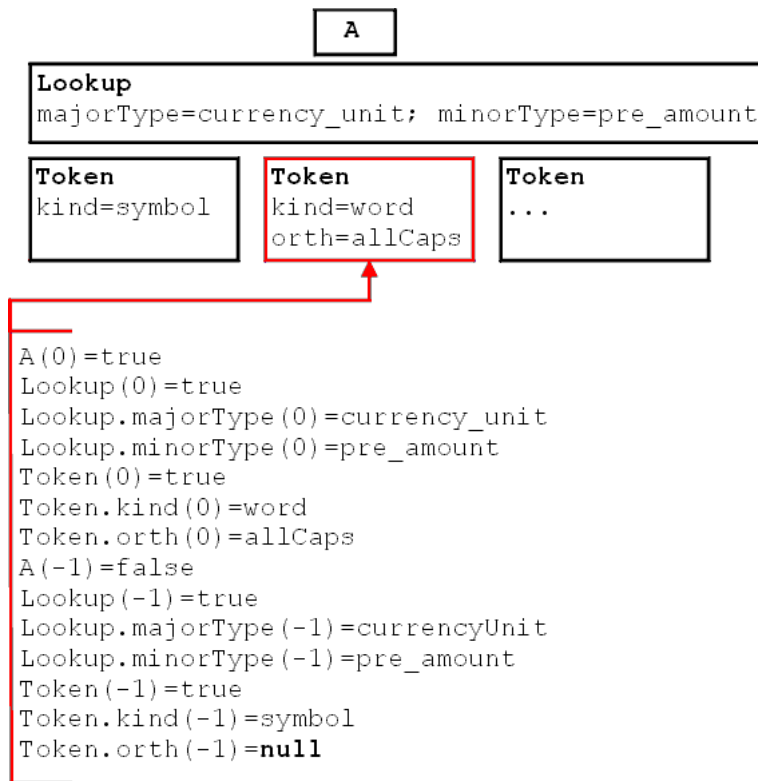 A
Lookup
majorType=currency_unit; minorType=pre_amount
Token
kind=symbol
Token
kind=word
orth=allCaps
Token
...
A(0)=true
Lookup(0)=true
Lookup.majorType(0)=currency_unit
Lookup.minorType(0)=pre_amount
Token(0)=true
Token.kind(0)=word
Token.orth(0)=allCaps
A(-1)=false
Lookup(-1)=true
Lookup.majorType(-1)=currencyUnit
Lookup.minorType(-1)=pre_amount
Token(-1)=true
Token.kind(-1)=symbol
Token.orth(-1)=null